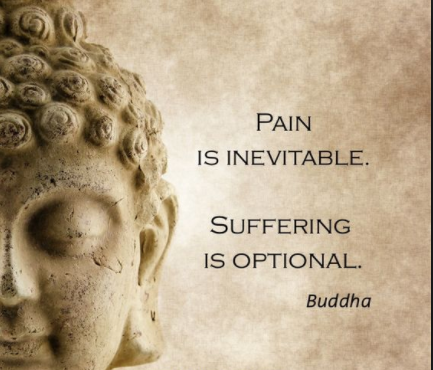 Pain
is inevitable.
Suffering
is optional.
Buddha